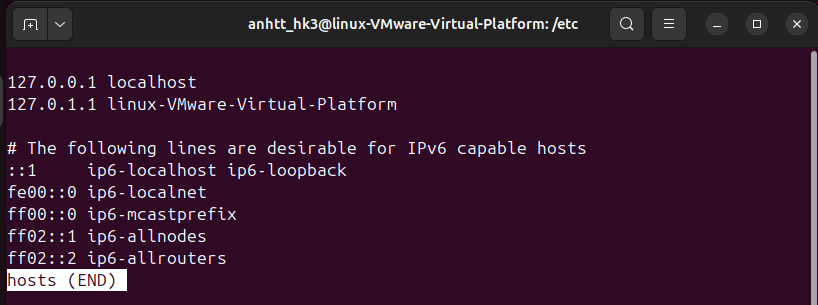 anhtt_hk3@linux-VMware-Virtual-Platform: /etc
127.0.0.1 localhost
127.0.1.1 linux-VMware-Virtual-Platform
# The following lines are desirable for IPv6 capable hosts
::1     ip6-localhost ip6-loopback
fe00::0 ip6-localnet
ff00::0 ip6-mcastprefix
ff02::1 ip6-allnodes
ff02::2 ip6-allrouters
hosts (END)